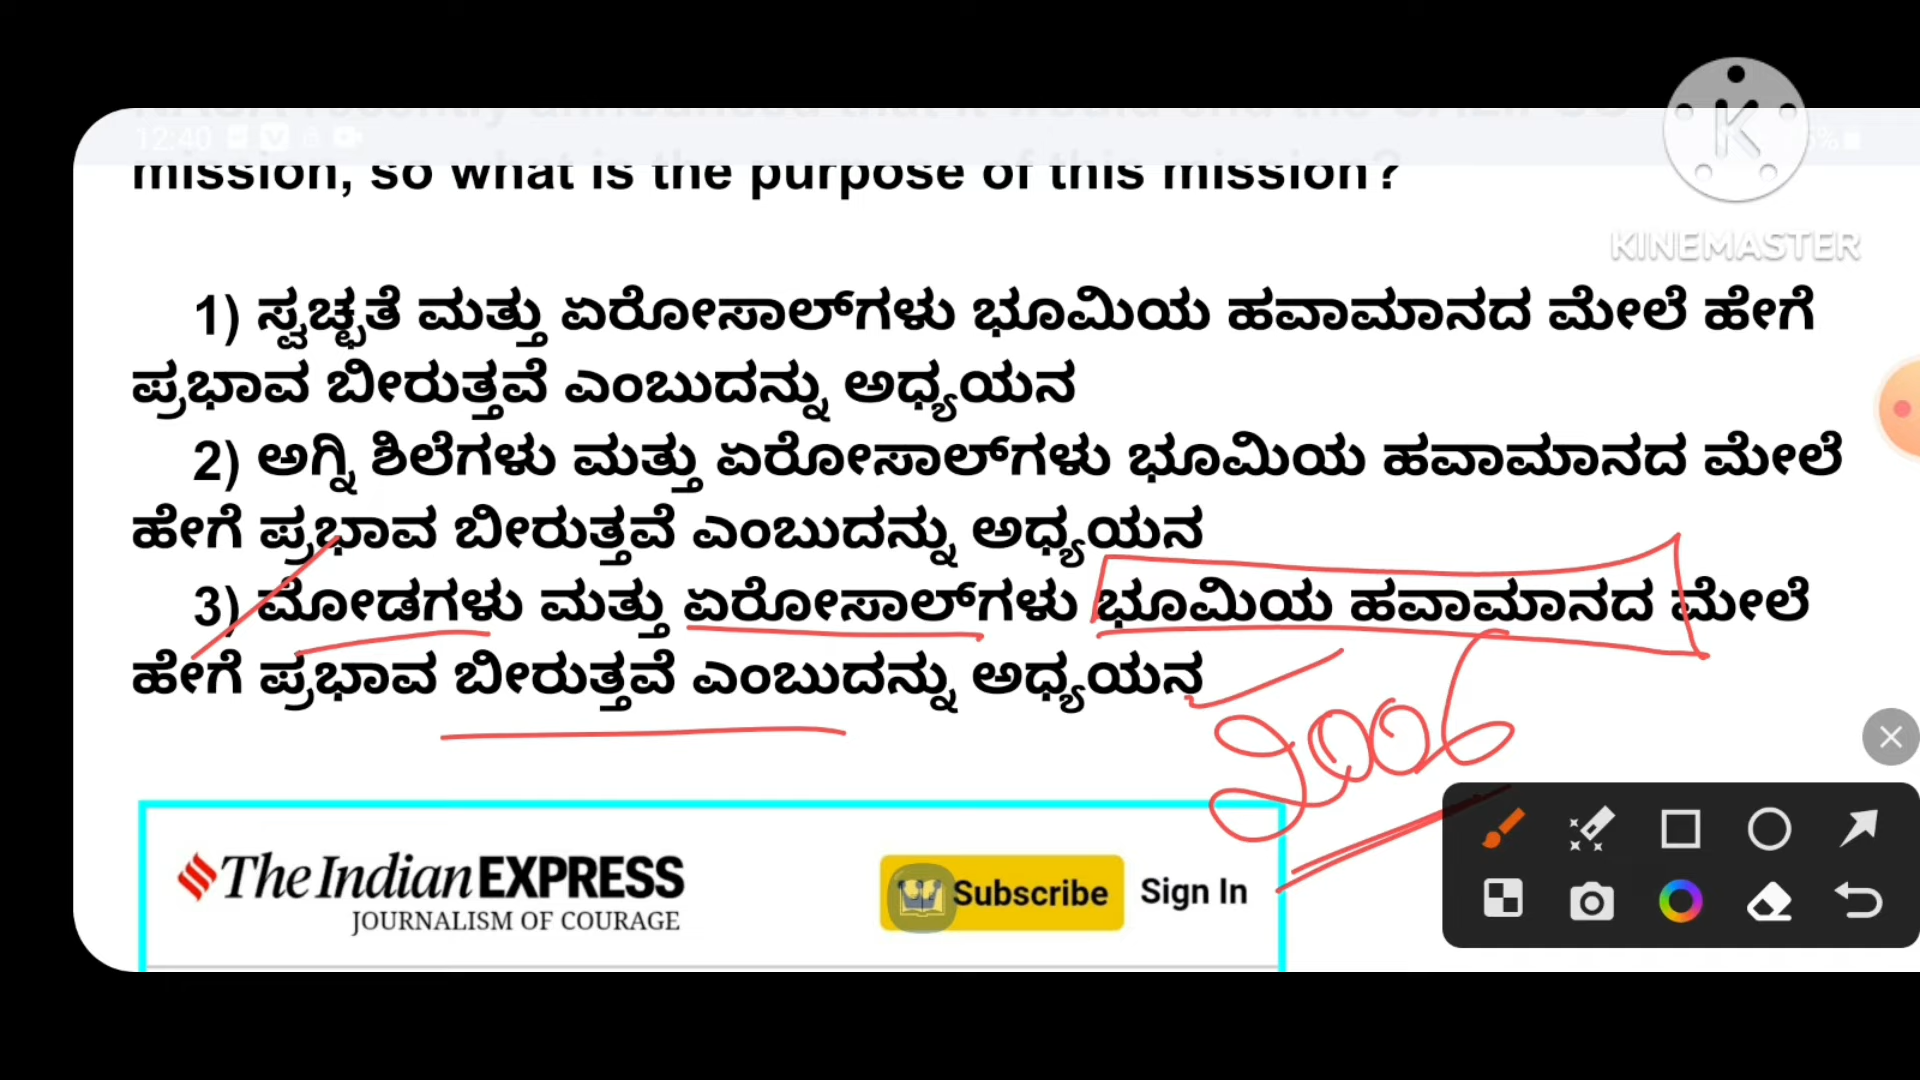 12:40
KINEMASTER
mission, so what is the purpose of this mission?
1) ಸ್ವಚ್ಛತೆ ಮತ್ತು ಏರೋಸಾಲ್‌ಗಳು ಭೂಮಿಯ ಹವಾಮಾನದ ಮೇಲೆ ಹೇಗೆ
ಪ್ರಭಾವ ಬೀರುತ್ತವೆ ಎಂಬುದನ್ನು ಅಧ್ಯಯನ
2) ಅಗ್ನಿ ಶಿಲೆಗಳು ಮತ್ತು ಏರೋಸಾಲ್‌ಗಳು ಭೂಮಿಯ ಹವಾಮಾನದ ಮೇಲೆ
ಹೇಗೆ ಪ್ರಭಾವ ಬೀರುತ್ತವೆ ಎಂಬುದನ್ನು ಅಧ್ಯಯನ
3) ಮೋಡಗಳು ಮತ್ತು ಏರೋಸಾಲ್‌ಗಳು ಭೂಮಿಯ ಹವಾಮಾನದ ಮೇಲೆ
ಹೇಗೆ ಪ್ರಭಾವ ಬೀರುತ್ತವೆ ಎಂಬುದನ್ನು ಅಧ್ಯಯನ
2006
The Indian EXPRESS
JOURNALISM OF COURAGE
Subscribe Sign In